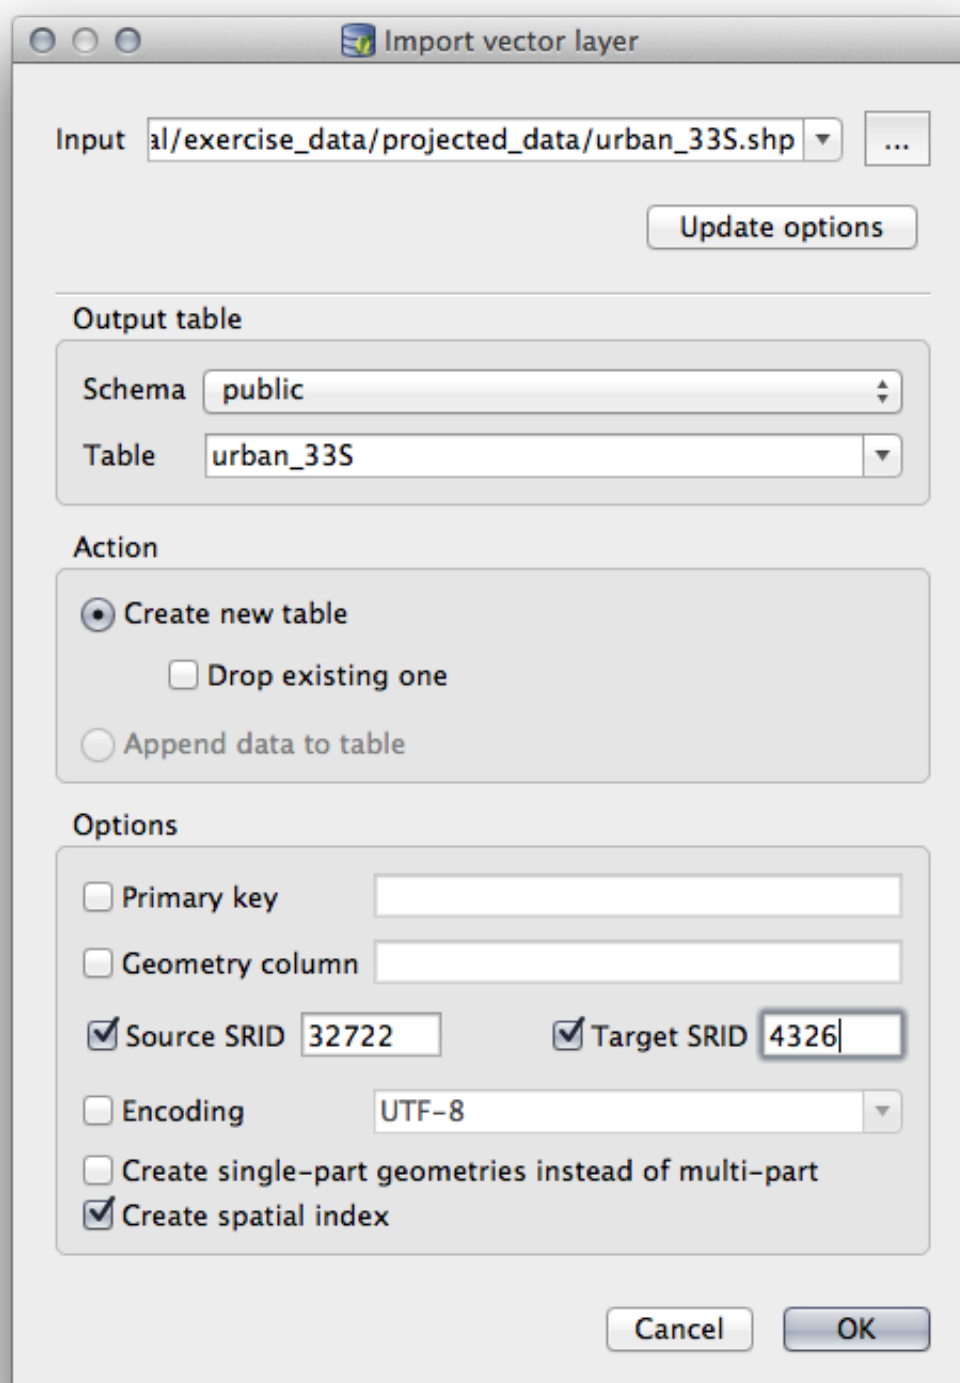 Import vector layer
Input al/exercise_data/projected_data/urban_33S.shp ...
Update options
Output table
Schema public
Table urban_33S
Action
Create new table
Drop existing one
Append data to table
Options
Primary key
Geometry column
Source SRID 32722 Target SRID 4326
Encoding UTF-8
Create single-part geometries instead of multi-part
Create spatial index
Cancel OK